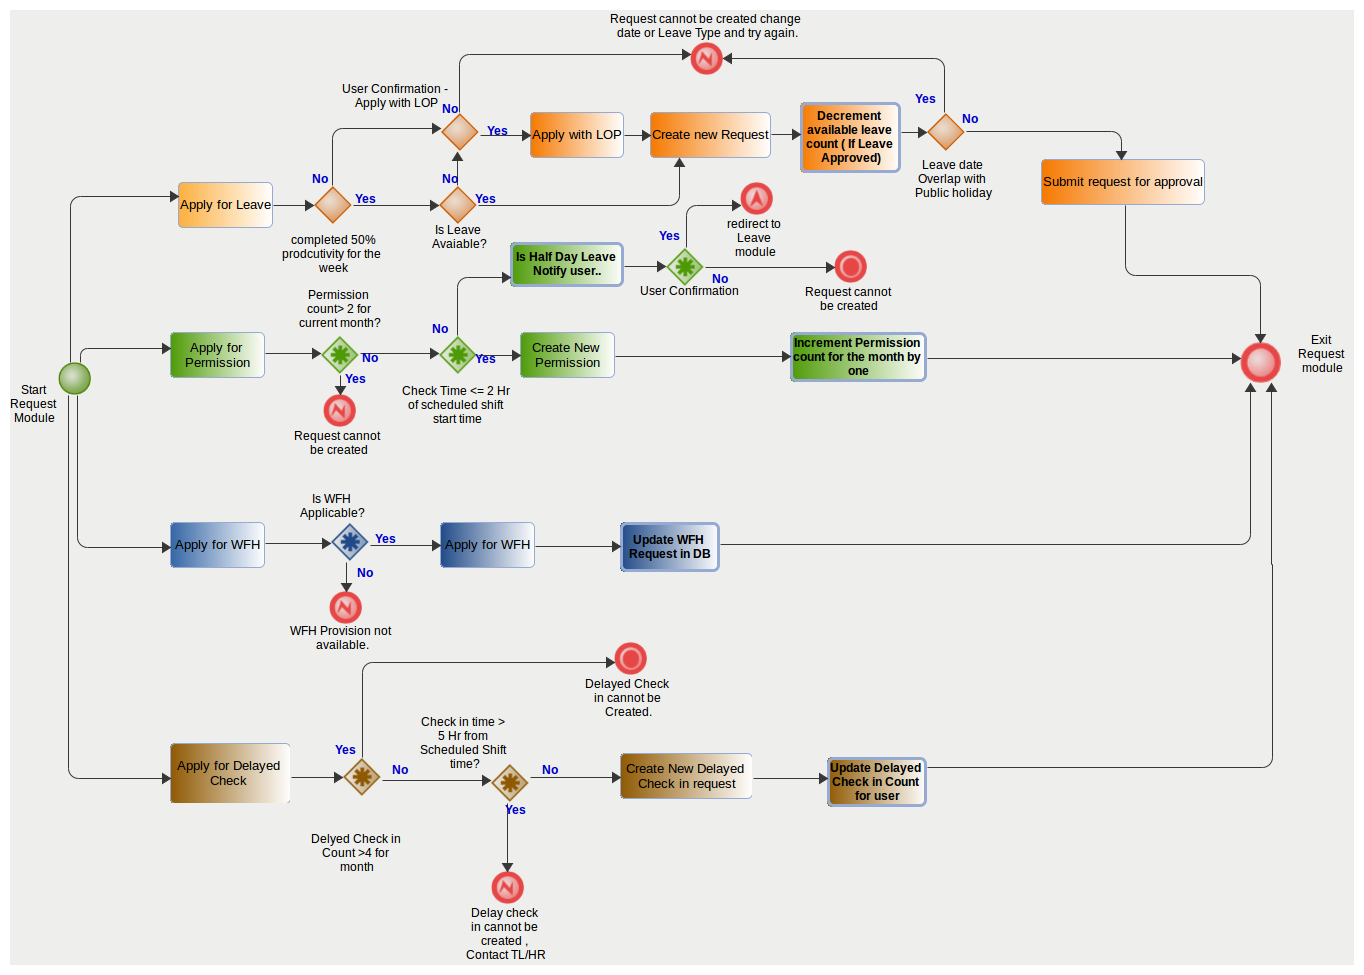 Request cannot be created change
date or Leave Type and try again.
User Confirmation -
Apply with LOP
No
Yes
Apply with LOP
Create new Request
Decrement
available leave
count ( If Leave
Approved)
Yes
No
Leave date
Overlap with
Public holiday
Submit request for approval
No
Apply for Leave
Yes
completed 50%
prodcutivity for the
week
No
Yes
Is Leave
Avaiable?
Is Half Day Leave
Notify user..
Yes
redirect to
Leave
module
No
User Confirmation
Request cannot
be created
Permission
count> 2 for
current month?
Apply for
Permission
No
Yes
Request cannot
be created
No
Yes
Check Time <= 2 Hr
of scheduled shift
start time
Create New
Permission
Increment Permission
count for the month by
one
Exit
Request
module
Start
Request
Module
Is WFH
Applicable?
Apply for WFH
Yes
No
WFH Provision not
available.
Apply for WFH
Update WFH
Request in DB
Delayed Check
in cannot be
Created.
Check in time >
5 Hr from
Scheduled Shift
time?
Apply for Delayed
Check
Yes
No
Delyed Check in
Count >4 for
month
No
Yes
Create New Delayed
Check in request
Update Delayed
Check in Count
for user
Delay check
in cannot be
created ,
Contact TL/HR